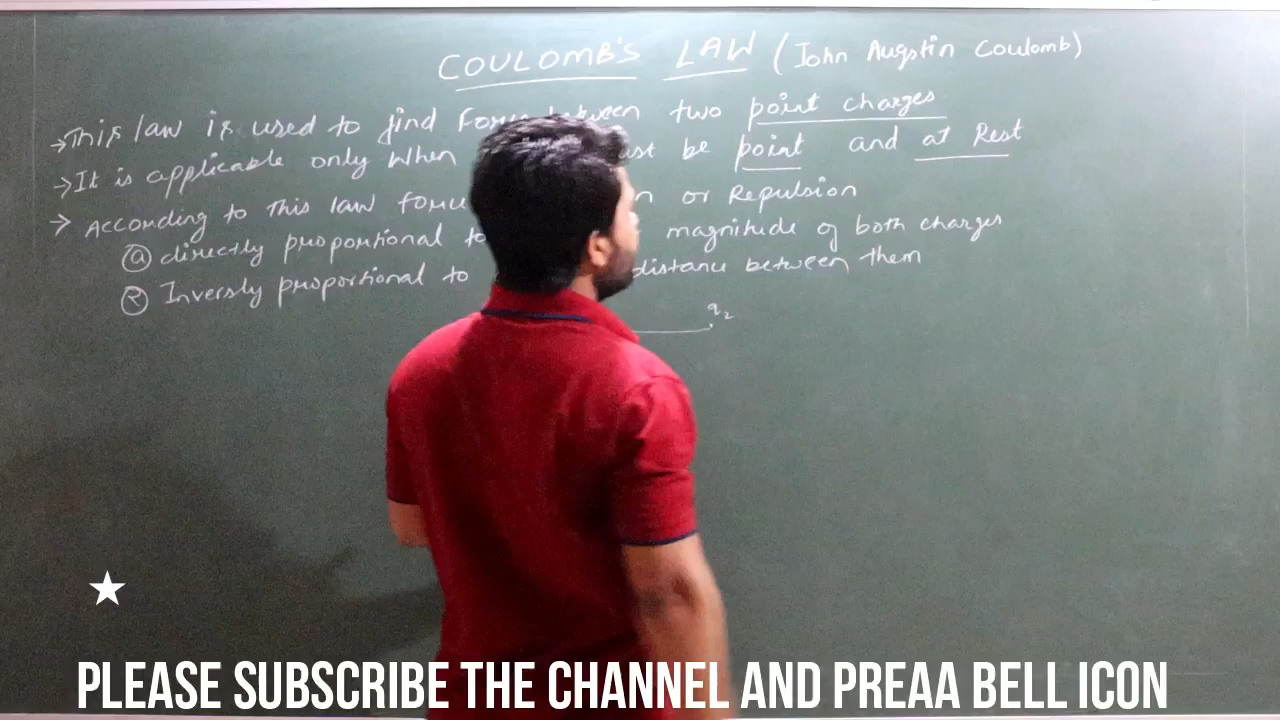 COULOMB'S LAW (John Augstin Coulomb)
→ This law is used to find Force between two point charges
→ It is applicable only when be point and at Rest
→ According to this law or Repulsion
(a) directly proportional to magnitude of both charges
(2) Inversly proportional to distance between them
q2
PLEASE SUBSCRIBE THE CHANNEL AND PREAA BELL ICON